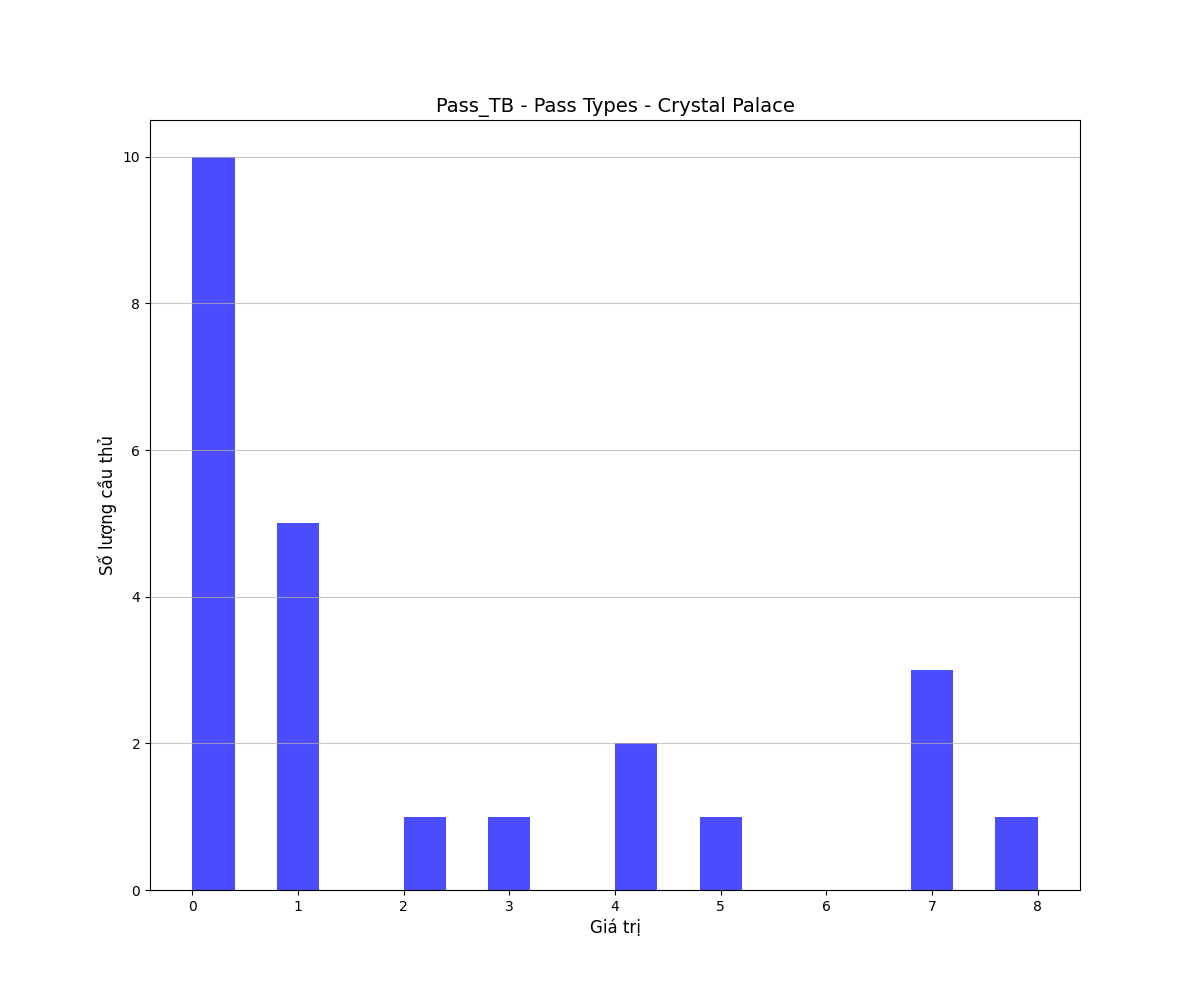 Pass_TB - Pass Types - Crystal Palace
10
8
6
4
2
0
Số lượng cầu thủ
0 1 2 3 4 5 6 7 8
Giá trị